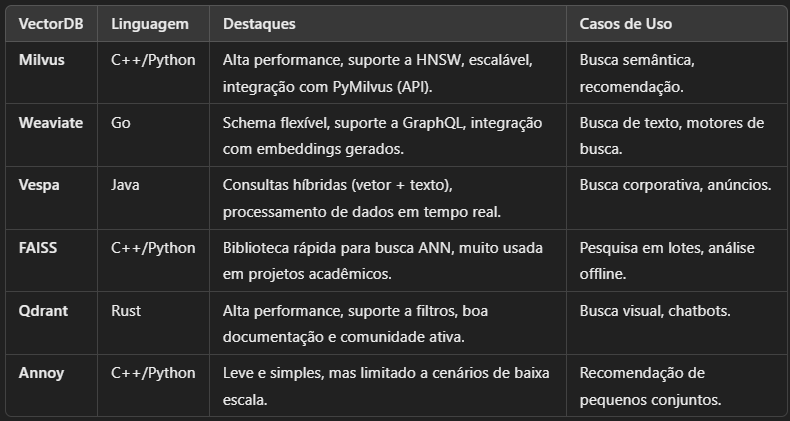 VectorDB Linguagem Destaques Casos de Uso
Milvus C++/Python Alta performance, suporte a HNSW, escalável, Busca semântica,
integração com PyMilvus (API). recomendação.
Weaviate Go Schema flexível, suporte a GraphQL, integração Busca de texto, motores de
com embeddings gerados. busca.
Vespa Java Consultas híbridas (vetor + texto), Busca corporativa, anúncios.
processamento de dados em tempo real.
FAISS C++/Python Biblioteca rápida para busca ANN, muito usada Pesquisa em lotes, análise
em projetos acadêmicos. offline.
Qdrant Rust Alta performance, suporte a filtros, boa Busca visual, chatbots.
documentação e comunidade ativa.
Annoy C++/Python Leve e simples, mas limitado a cenários de baixa Recomendação de
escala. pequenos conjuntos.